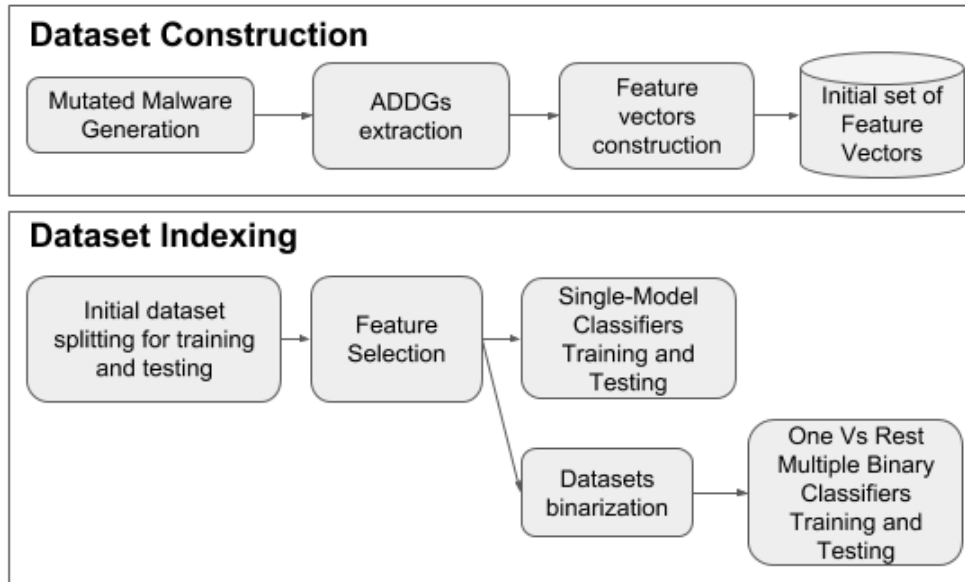 Dataset Construction
Mutated Malware
Generation
ADDGs
extraction
Feature
vectors
construction
Initial set of
Feature
Vectors
Dataset Indexing
Initial dataset
splitting for training
and testing
Feature
Selection
Single-Model
Classifiers
Training and
Testing
Datasets
binarization
One Vs Rest
Multiple Binary
Classifiers
Training and
Testing